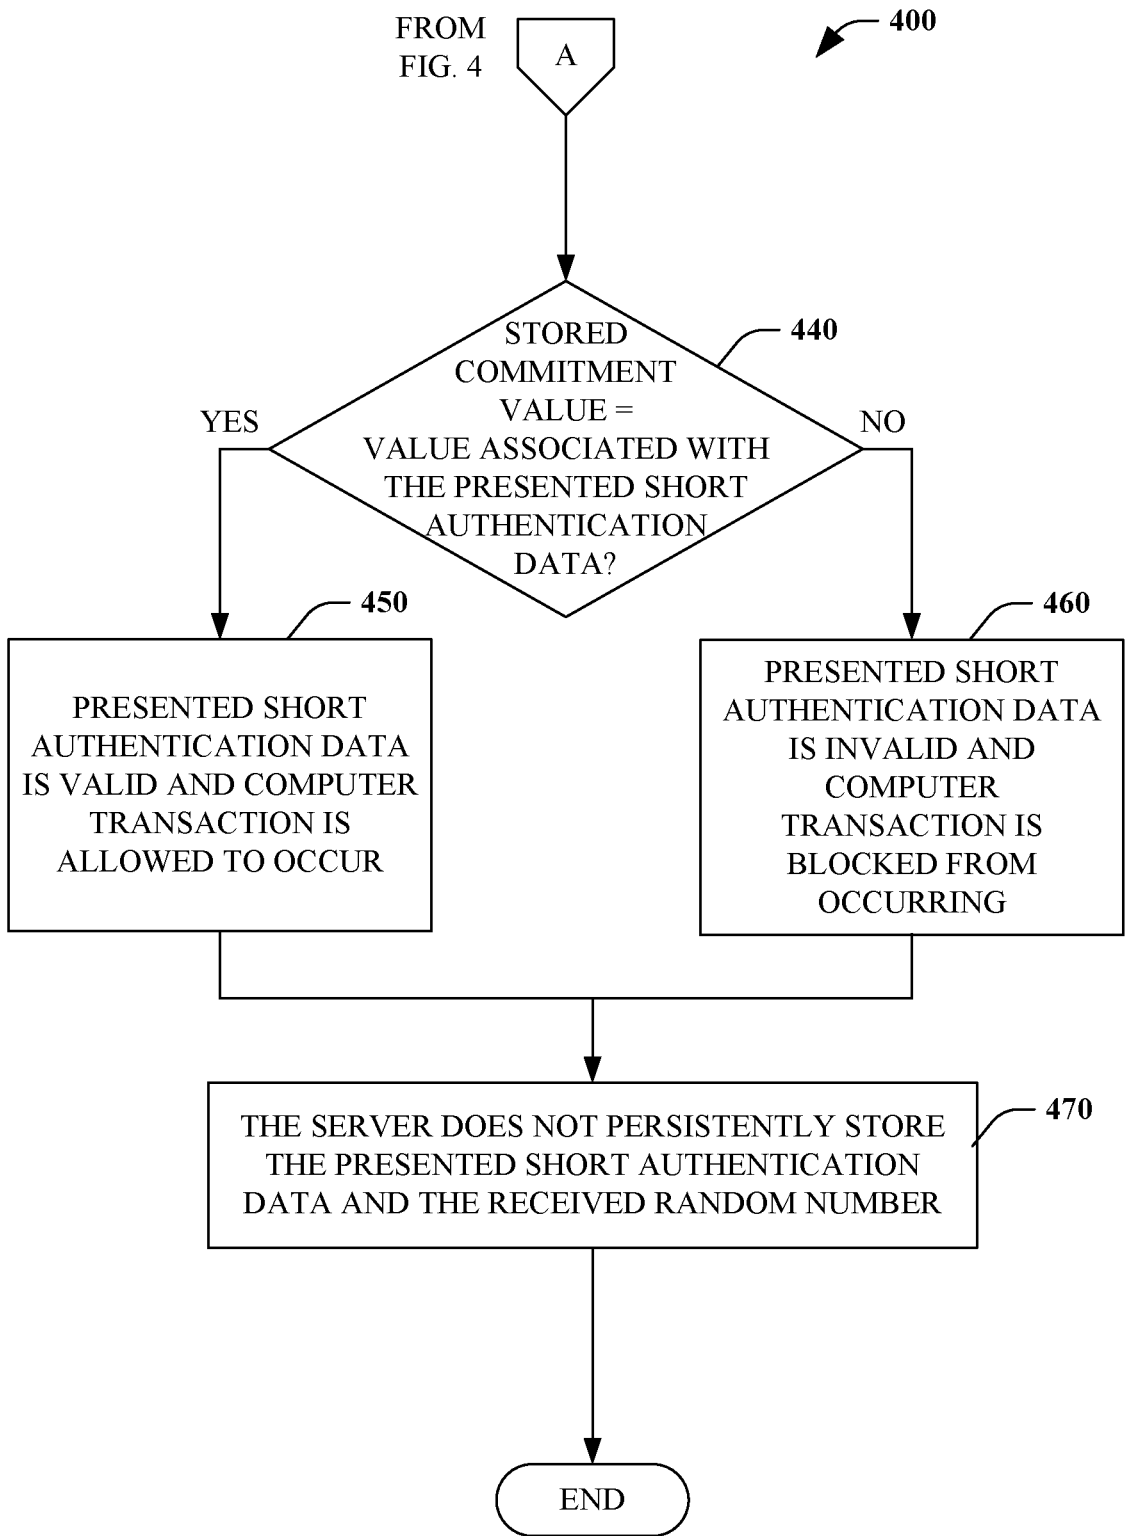 FROM
FIG. 4
A
400
STORED
COMMITMENT
VALUE =
VALUE ASSOCIATED WITH
THE PRESENTED SHORT
AUTHENTICATION
DATA?
440
YES
NO
450
PRESENTED SHORT
AUTHENTICATION DATA
IS VALID AND COMPUTER
TRANSACTION IS
ALLOWED TO OCCUR
460
PRESENTED SHORT
AUTHENTICATION DATA
IS INVALID AND
COMPUTER
TRANSACTION IS
BLOCKED FROM
OCCURRING
THE SERVER DOES NOT PERSISTENTLY STORE
THE PRESENTED SHORT AUTHENTICATION
DATA AND THE RECEIVED RANDOM NUMBER
470
END